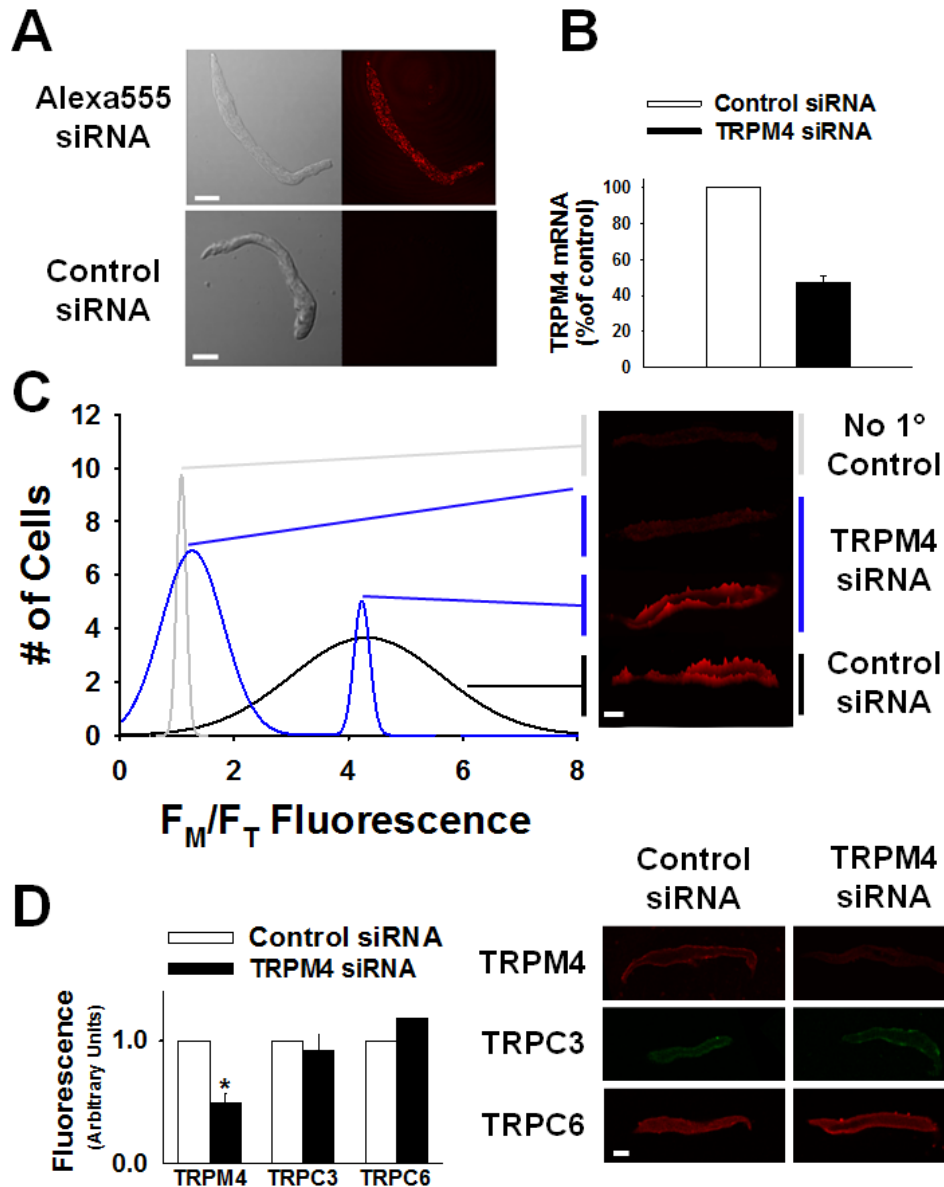 A
Alexa555
siRNA
Control
siRNA
B
Control siRNA
TRPM4 siRNA
TRPM4 mRNA
(%of control)
100
80
60
40
20
0
C
# of Cells
12
10
8
6
4
2
0
0 2 4 6 8
FM/FT Fluorescence
No 1°
Control
TRPM4
siRNA
Control
siRNA
D
Control siRNA
TRPM4 siRNA
Fluorescence
(Arbitrary Units)
1.0
0.0
TRPM4 TRPC3 TRPC6
*
Control
siRNA
TRPM4
siRNA
TRPM4
TRPC3
TRPC6